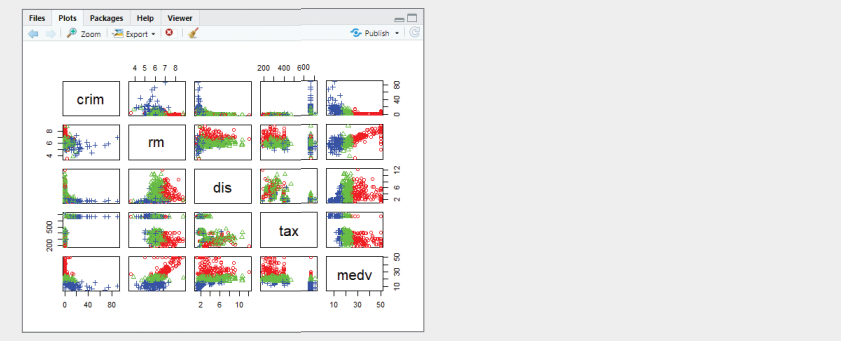 Files Plots Packages Help Viewer
Zoom Export Publish
4 5 6 7 8 200 400 600
crim 0 40 80
4 6 8 rm
dis 2 6 12
200 500 tax
medv 10 30 50
0 40 80 2 6 10 10 30 50